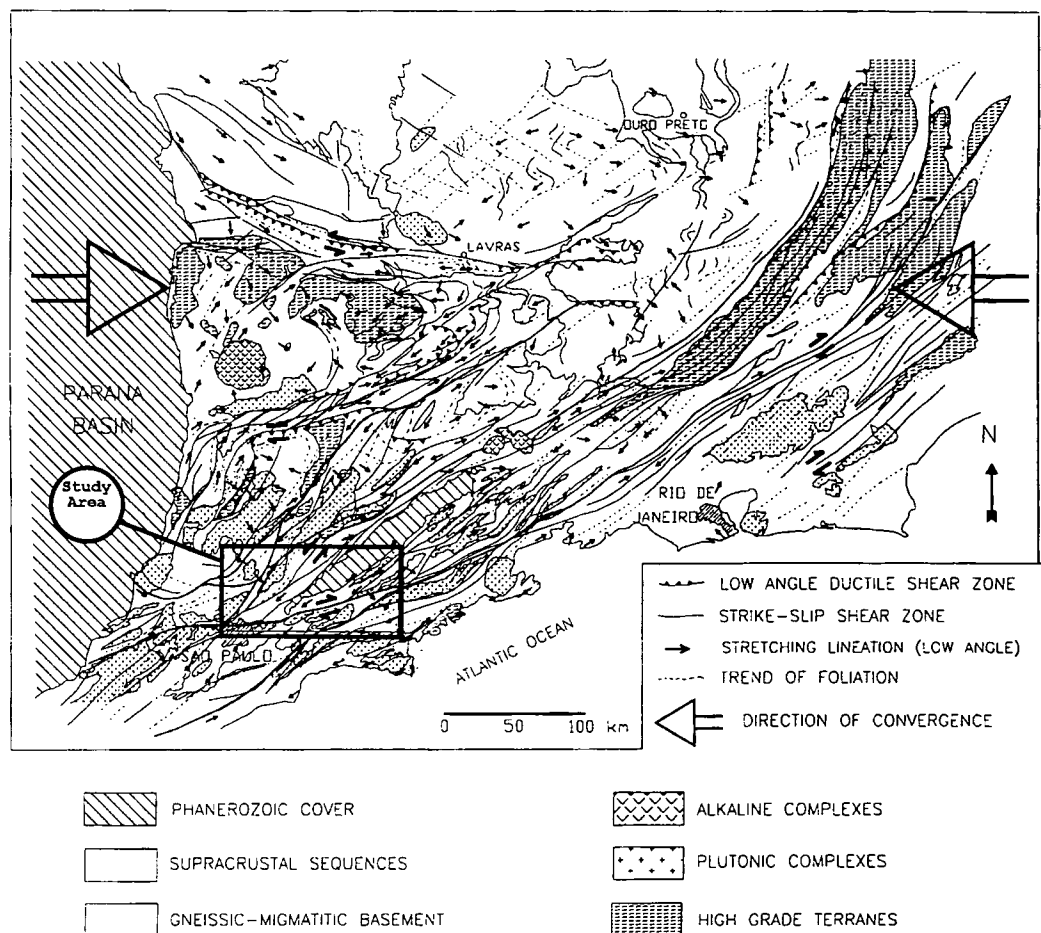 OURO PRETO
LAVRAS
PARANA
BASIN
Study
Area
N
RIO DE
JANEIRO
SAO PAULO
ATLANTIC OCEAN
0 50 100 km
LOW ANGLE DUCTILE SHEAR ZONE
STRIKE-SLIP SHEAR ZONE
STRETCHING LINEATION (LOW ANGLE)
TREND OF FOLIATION
DIRECTION OF CONVERGENCE
PHANEROZOIC COVER
SUPRACRUSTAL SEQUENCES
GNEISSIC-MIGMATITIC BASEMENT
ALKALINE COMPLEXES
PLUTONIC COMPLEXES
HIGH GRADE TERRANES